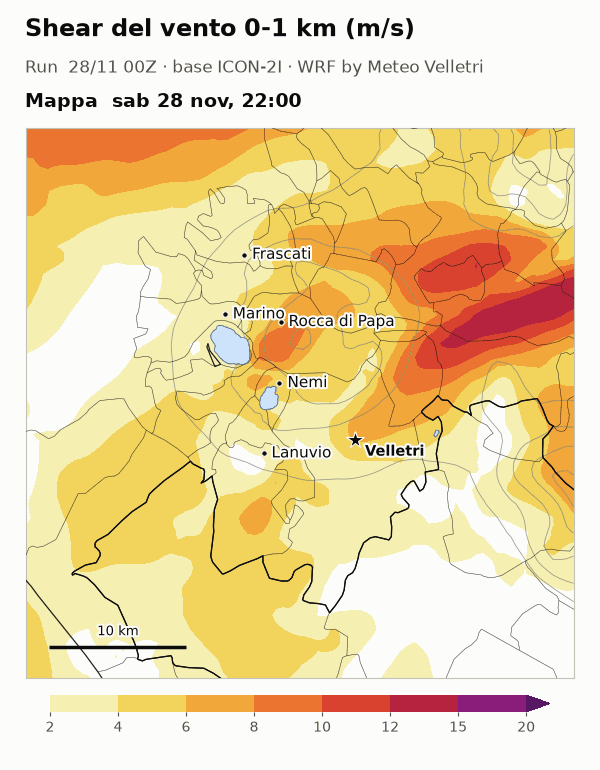 Shear del vento 0-1 km (m/s)
Run  28/11 00Z · base ICON-2I · WRF by Meteo Velletri
Mappa  sab 28 nov, 22:00
Frascati
Marino
Rocca di Papa
Nemi
Velletri
Lanuvio
10 km
2 4 6 8 10 12 15 20